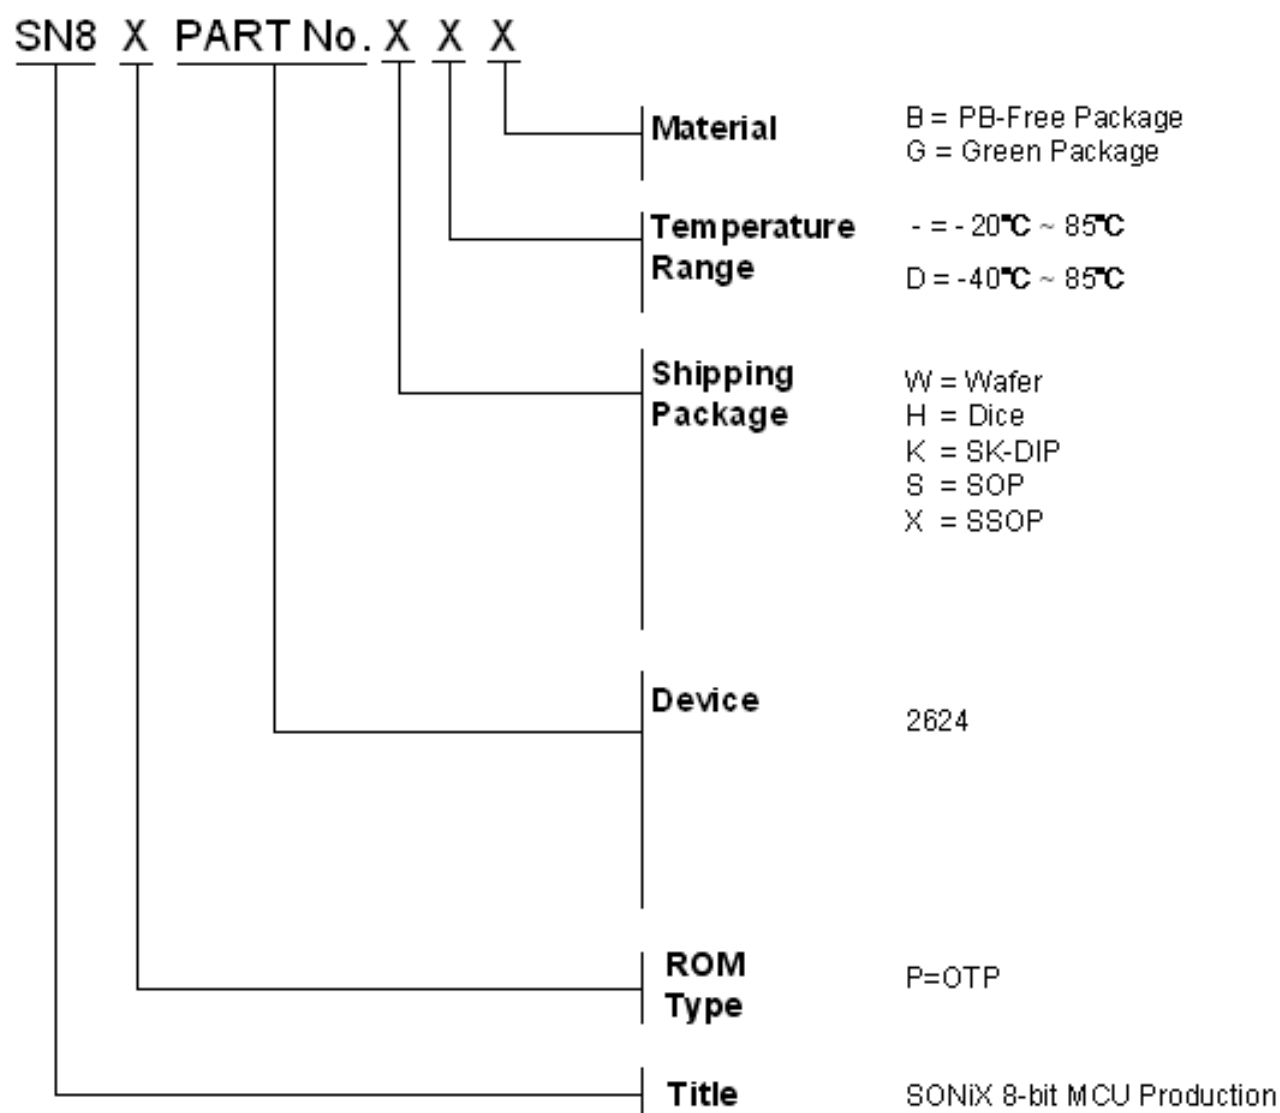 SN8 X PART No. X X X
Material
B = PB-Free Package
G = Green Package
Temperature
Range
- = - 20℃ ~ 85℃
D = -40℃ ~ 85℃
Shipping
Package
W = Wafer
H = Dice
K = SK-DIP
S = SOP
X = SSOP
Device
2624
ROM
Type
P=OTP
Title
SONiX 8-bit MCU Production